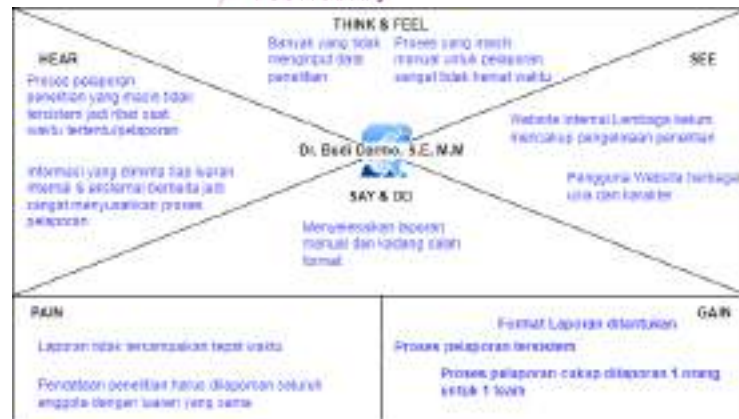 THINK & FEEL
Banyak yang tidak
menginput data
penelitian
Proses yang masih
manual untuk pelaporan
sangat tidak hemat waktu
HEAR
Proses pelaporan
penelitian yang masih tidak
tersistem jadi ribet saat
waktu tertentu/pelaporan
Informasi yang diminta tiap luaran
internal & eksternal berbeda jadi
sangat menyusahkan proses
pelaporan
SEE
Website Internal Lembaga belum
mencakup pengelolaan penelitian
Pengguna Website berbagai
usia dan karakter
Dr. Budi Darmo, S.E, M.M
SAY & DO
Menyelesaikan laporan
manual dan kadang salah
format
PAIN
Laporan tidak tersampaikan tepat waktu
Pendataan penelitian harus dilaporkan seluruh
anggota dengan luaran yang sama
GAIN
Format Laporan ditentukan
Proses pelaporan tersistem
Proses pelaporan cukup dilaporan 1 orang
untuk 1 team